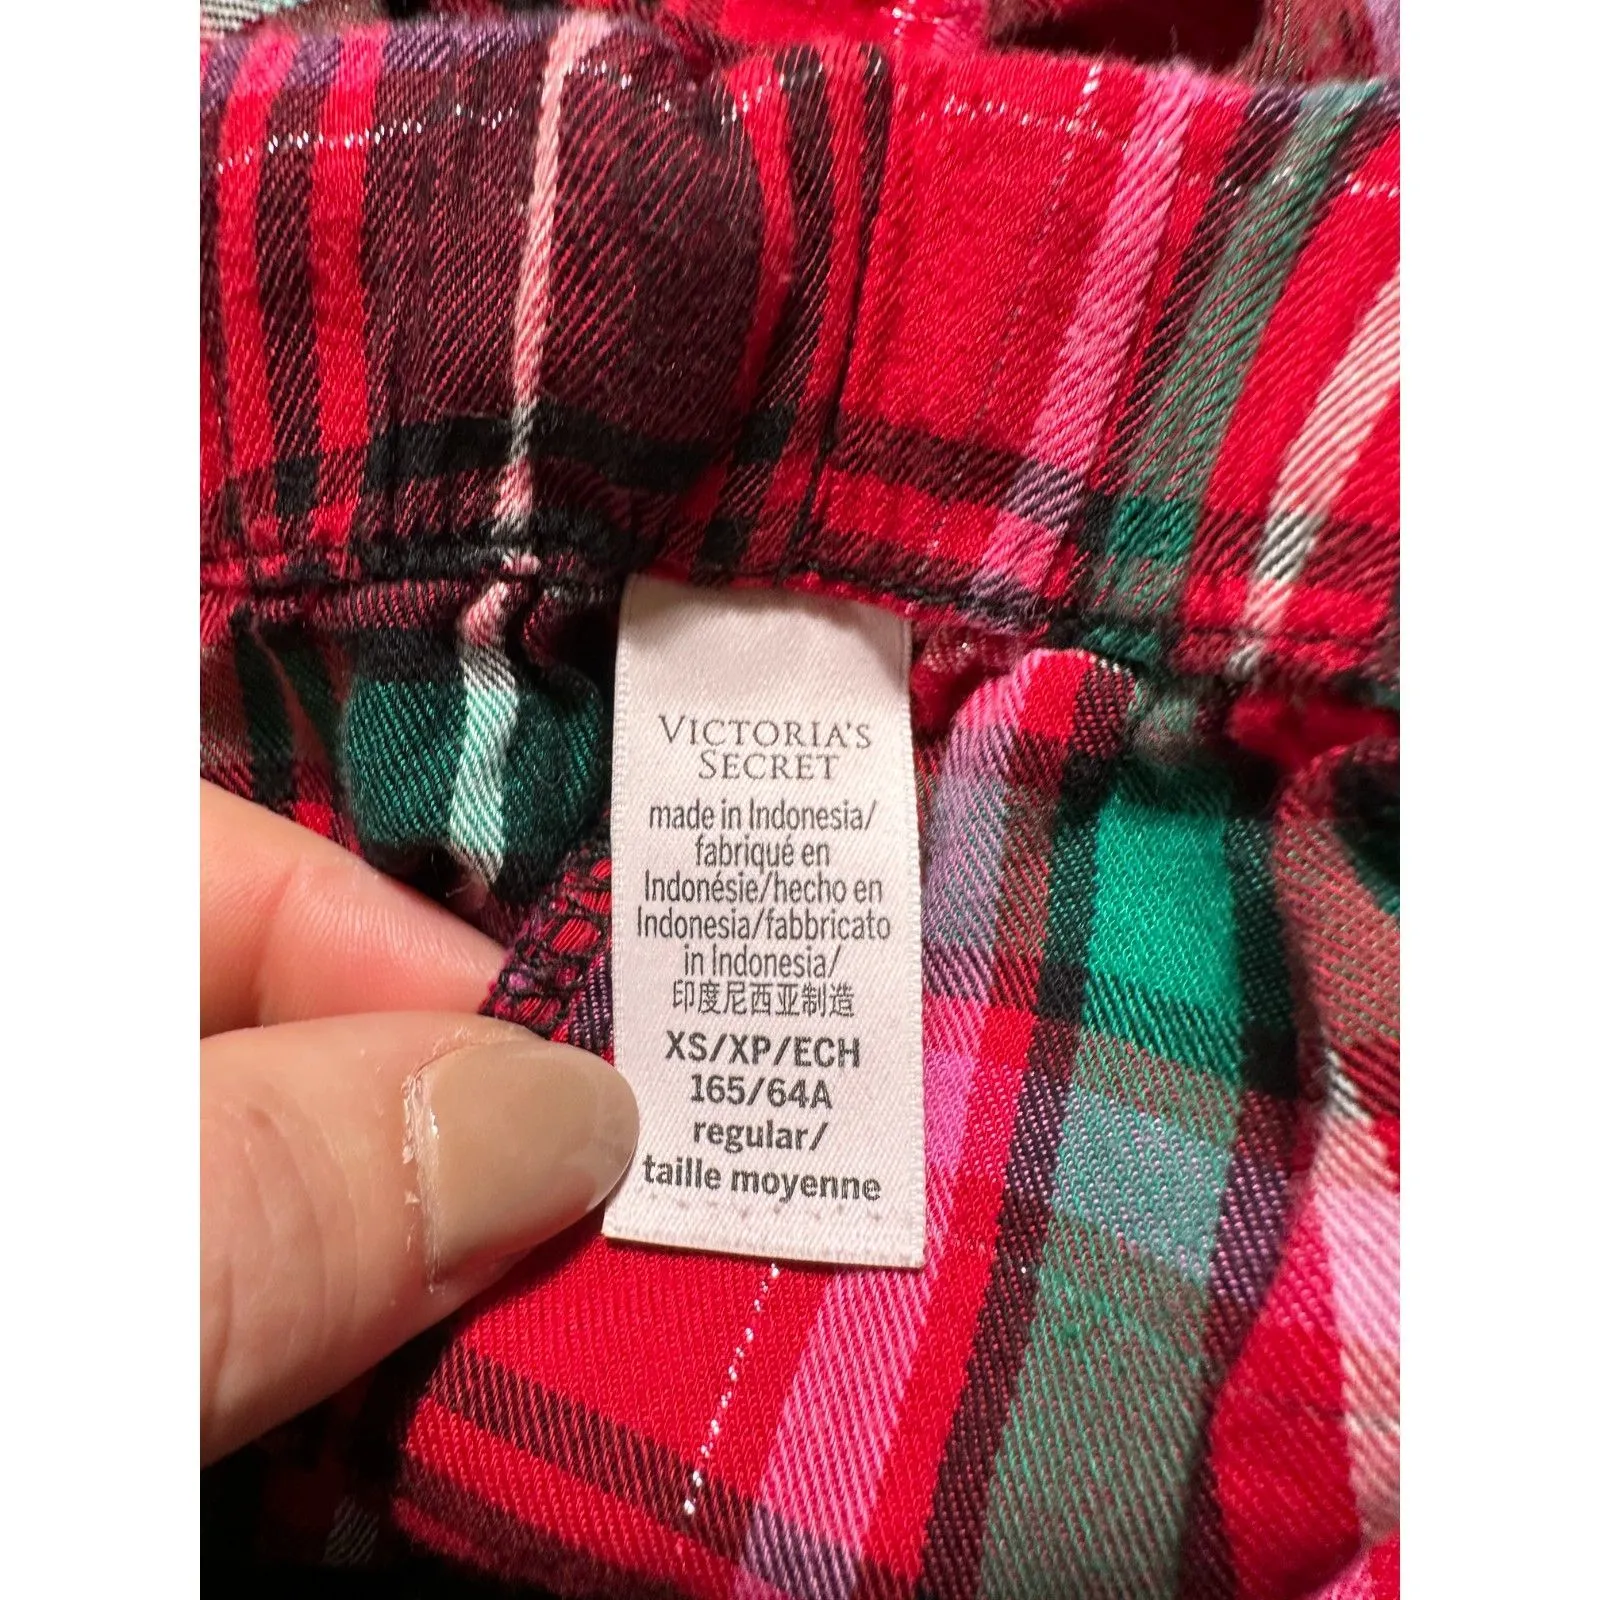 VICTORIA'S
SECRET
made in Indonesia/
fabriqué en
Indonésie/hecho en
Indonesia/fabbricato
in Indonesia/
印度尼西亚制造
XS/XP/ECH
165/64A
regular/
taille moyenne